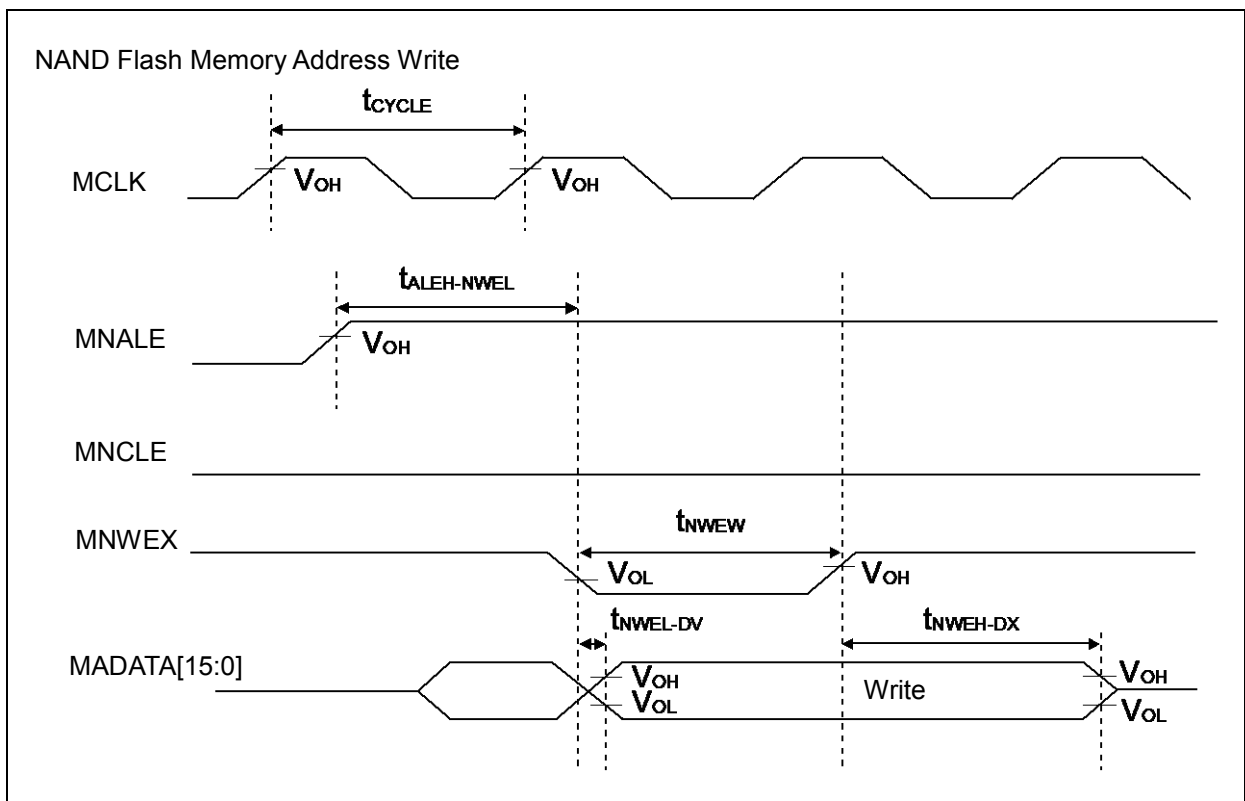 NAND Flash Memory Address Write
tCYCLE
MCLK
VOH
VOH
tALEH-NWEL
MNALE
VOH
MNCLE
tNWEW
MNWEX
VOL
VOH
tNWEL-DV
tNWEH-DX
MADATA[15:0]
VOH
Write
VOH
VOL
VOL